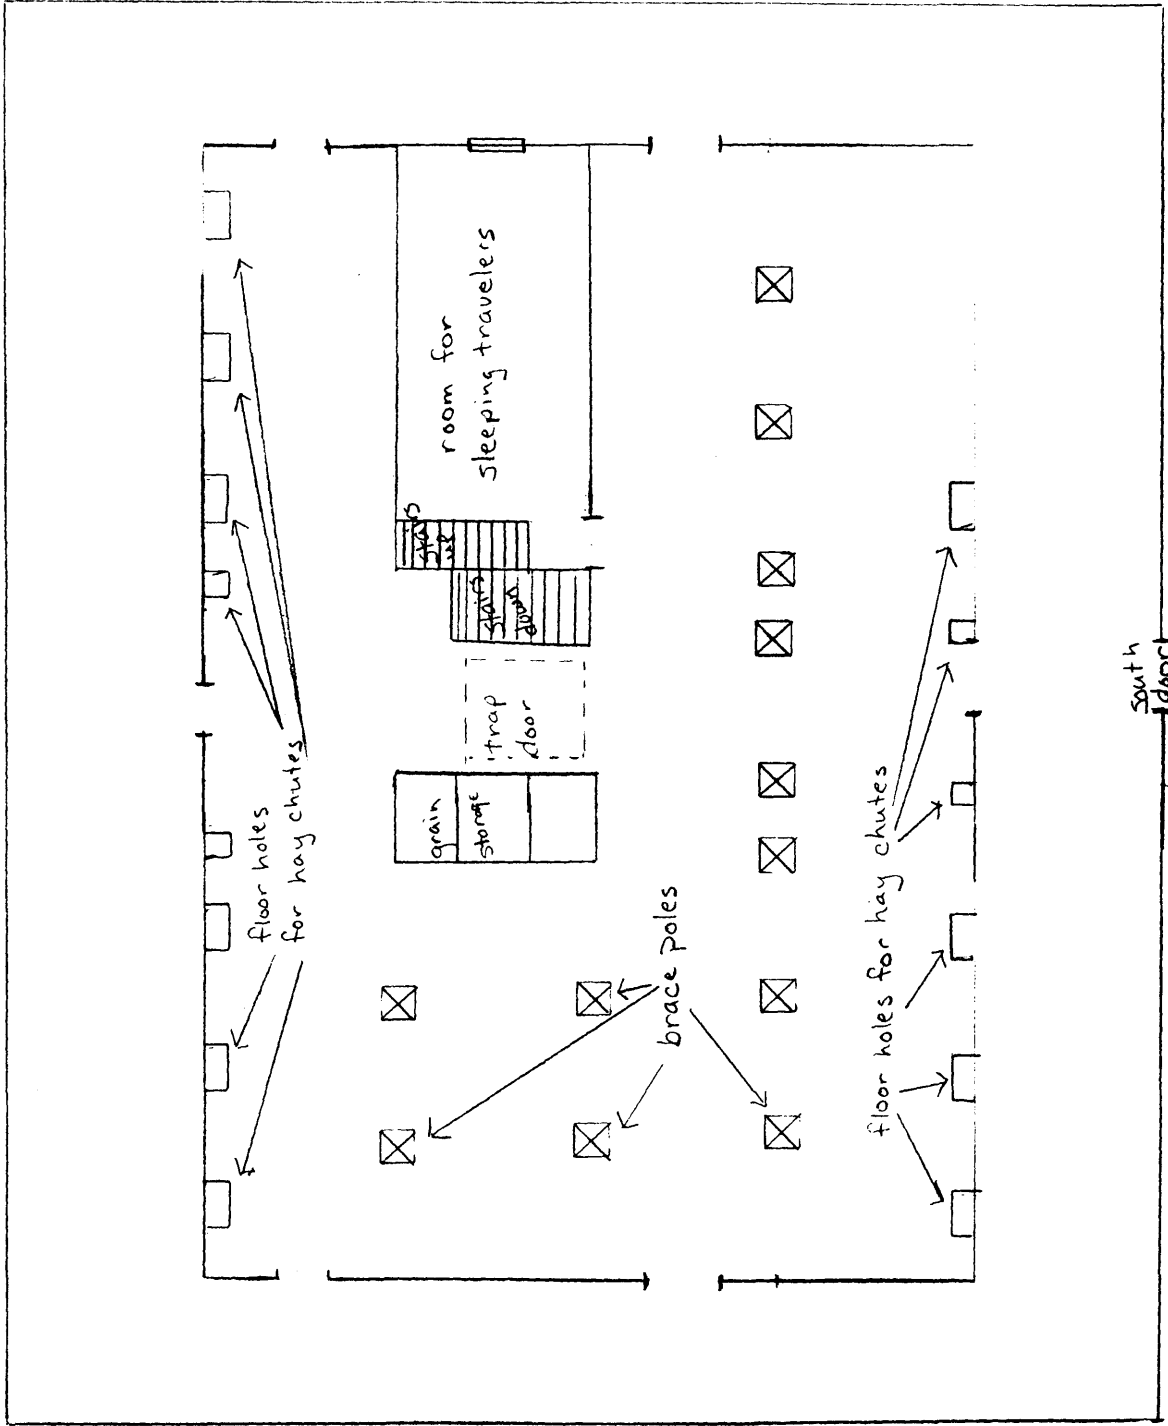 floor holes
for hay chutes
room for
sleeping travelers
stairs
up
stairs
down
trap
door
grain
storage
brace poles
floor holes for hay chutes
south
door